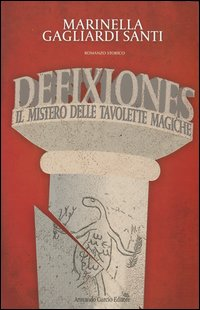 MARINELLA
GAGLIARDI SANTI
ROMANZO STORICO
DEFIXIONES
IL MISTERO DELLE TAVOLETTE MAGICHE
Armando Curcio Editore